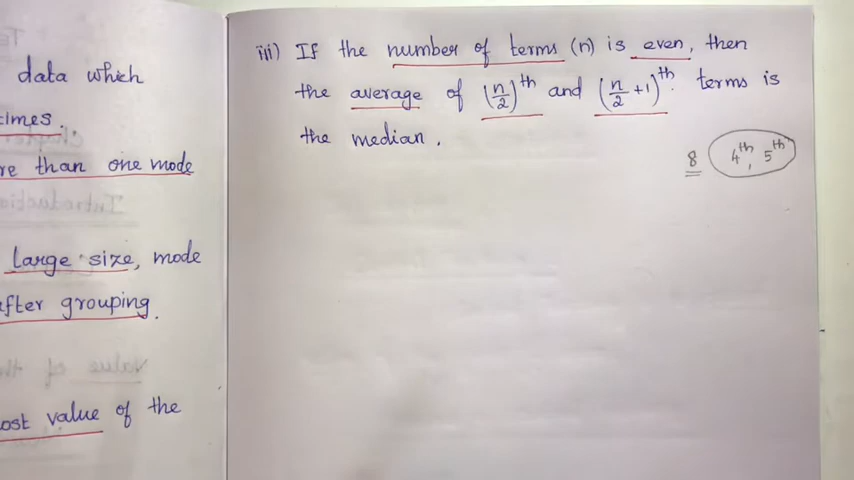 data which
times.
re than one mode
large size, mode
after grouping.
most value of the
iii) If the number of terms (n) is even, then
the average of (n/2)th and (n/2 +1)th terms is
the median.
8 4th, 5th